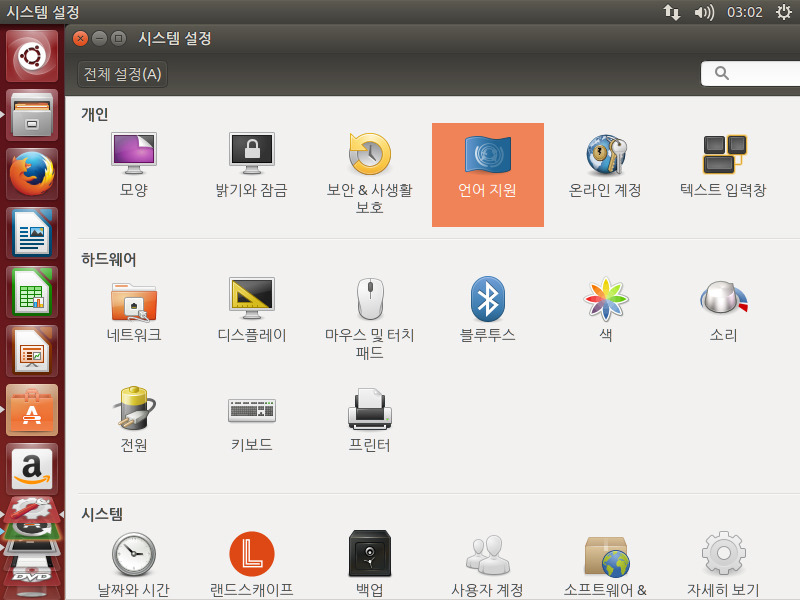 시스템 설정
03:02
시스템 설정
전체 설정(A)
개인
모양
밝기와 잠금
보안 & 사생활
보호
언어 지원
온라인 계정
텍스트 입력창
하드웨어
네트워크
디스플레이
마우스 및 터치
패드
블루투스
색
소리
전원
키보드
프린터
시스템
날짜와 시간
랜드스케이프
백업
사용자 계정
소프트웨어 &
자세히 보기
A
a
DVD